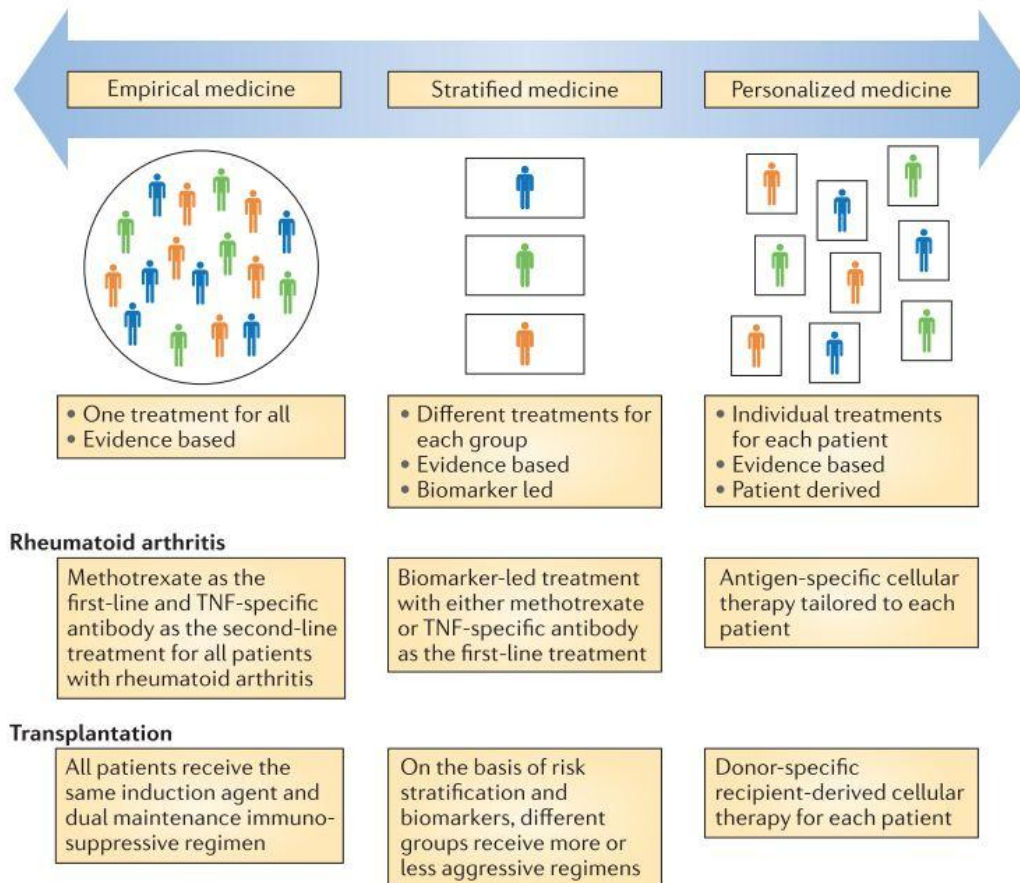 Empirical medicine
Stratified medicine
Personalized medicine
• One treatment for all
• Evidence based
• Different treatments for
each group
• Evidence based
• Biomarker led
• Individual treatments
for each patient
• Evidence based
• Patient derived
Rheumatoid arthritis
Methotrexate as the
first-line and TNF-specific
antibody as the second-line
treatment for all patients
with rheumatoid arthritis
Biomarker-led treatment
with either methotrexate
or TNF-specific antibody
as the first-line treatment
Antigen-specific cellular
therapy tailored to each
patient
Transplantation
All patients receive the
same induction agent and
dual maintenance immuno-
suppressive regimen
On the basis of risk
stratification and
biomarkers, different
groups receive more or
less aggressive regimens
Donor-specific
recipient-derived cellular
therapy for each patient